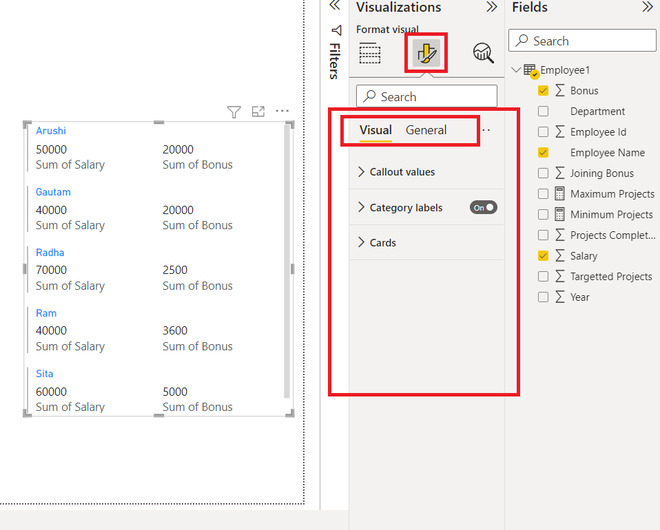 Visualizations
Fields
Format visual
Filters
Search
Search
Employee1
Bonus
Department
Employee Id
Employee Name
Joining Bonus
Maximum Projects
Minimum Projects
Projects Complet...
Salary
Targetted Projects
Year
Visual General
Callout values
Category labels On
Cards
Arushi
50000 20000
Sum of Salary Sum of Bonus
Gautam
40000 20000
Sum of Salary Sum of Bonus
Radha
70000 2500
Sum of Salary Sum of Bonus
Ram
40000 3600
Sum of Salary Sum of Bonus
Sita
60000 5000
Sum of Salary Sum of Bonus